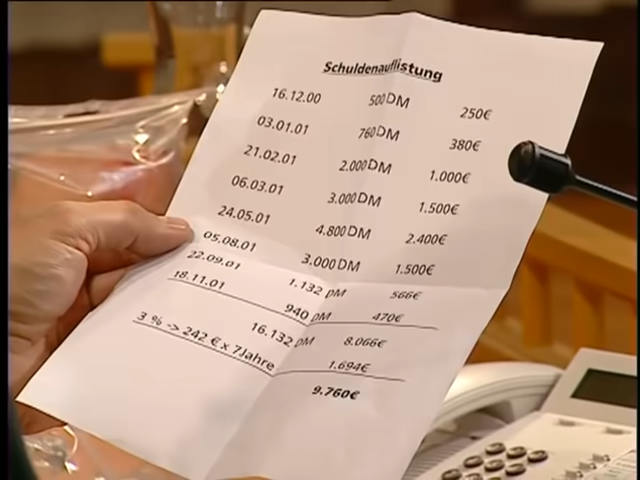 Schuldenauflistung
16.12.00 500DM 250€
03.01.01 760DM 380€
21.02.01 2.000DM 1.000€
06.03.01 3.000DM 1.500€
24.05.01 4.800DM 2.400€
05.08.01 3.000DM 1.500€
22.09.01 1.132 DM 566€
18.11.01 940 DM 470€
16.132 DM 8.066€
3 % -> 242 € x 7Jahre 1.694€
9.760€